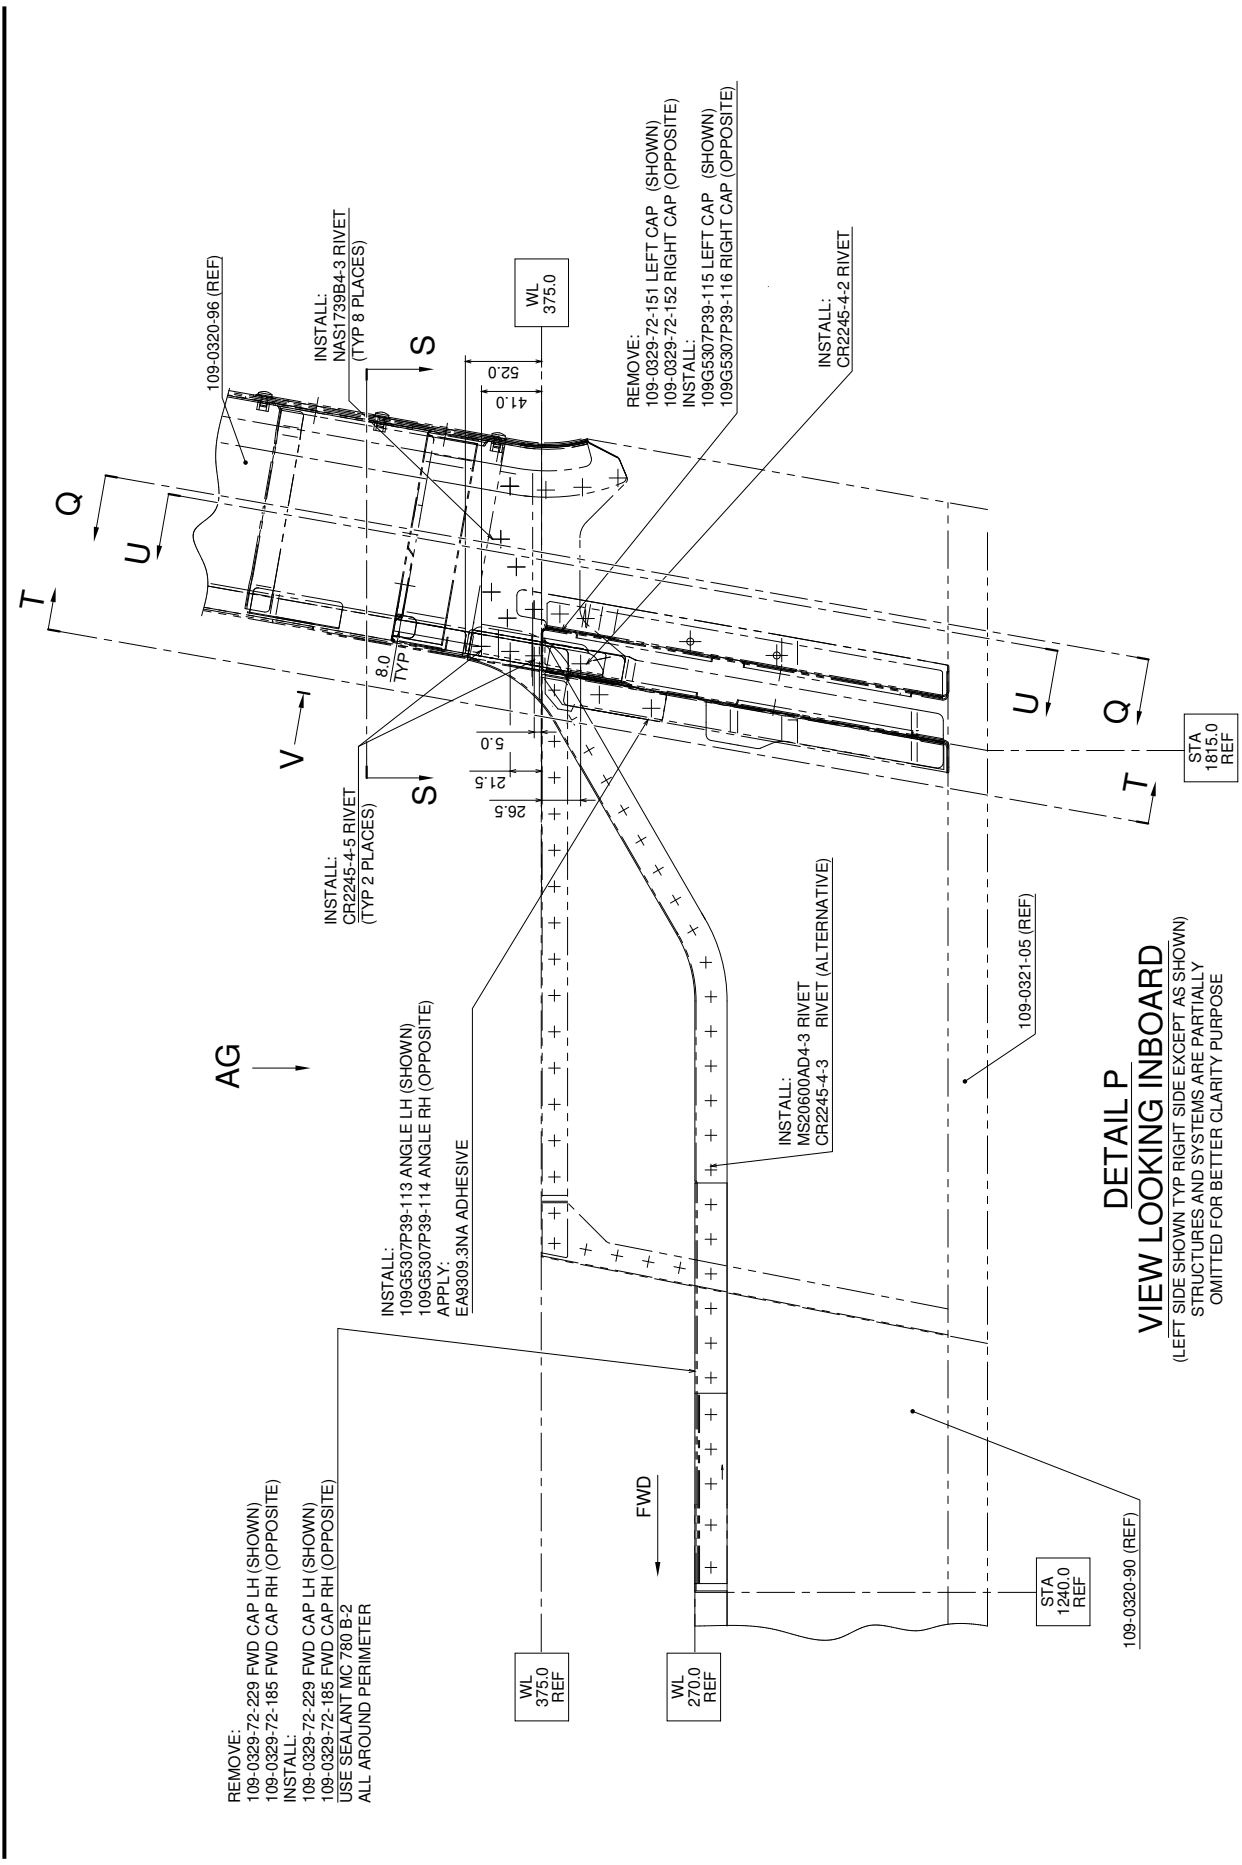 REMOVE:
109-0329-72-229 FWD CAP LH (SHOWN)
109-0329-72-185 FWD CAP RH (OPPOSITE)
INSTALL:
109-0329-72-229 FWD CAP LH (SHOWN)
109-0329-72-185 FWD CAP RH (OPPOSITE)
USE SEALANT MC 780 B-2
ALL AROUND PERIMETER
INSTALL:
109G5307P39-113 ANGLE LH (SHOWN)
109G5307P39-114 ANGLE RH (OPPOSITE)
APPLY:
EA9309.3NA ADHESIVE
AG
INSTALL:
CR2245-4-5 RIVET
(TYP 2 PLACES)
V
T
U
Q
109-0320-96 (REF)
INSTALL:
NAS1739B4-3 RIVET
(TYP 8 PLACES)
S
S
8.0
TYP
52.0
41.0
5.0
21.5
26.5
WL
375.0
REMOVE:
109-0329-72-151 LEFT CAP (SHOWN)
109-0329-72-152 RIGHT CAP (OPPOSITE)
INSTALL:
109G5307P39-115 LEFT CAP (SHOWN)
109G5307P39-116 RIGHT CAP (OPPOSITE)
INSTALL:
CR2245-4-2 RIVET
WL
375.0
REF
FWD
WL
270.0
REF
INSTALL:
MS20600AD4-3 RIVET
CR2245-4-3 RIVET (ALTERNATIVE)
STA
1240.0
REF
109-0320-90 (REF)
109-0321-05 (REF)
U
Q
T
STA
1815.0
REF
DETAIL P
VIEW LOOKING INBOARD
(LEFT SIDE SHOWN TYP RIGHT SIDE EXCEPT AS SHOWN)
STRUCTURES AND SYSTEMS ARE PARTIALLY
OMITTED FOR BETTER CLARITY PURPOSE